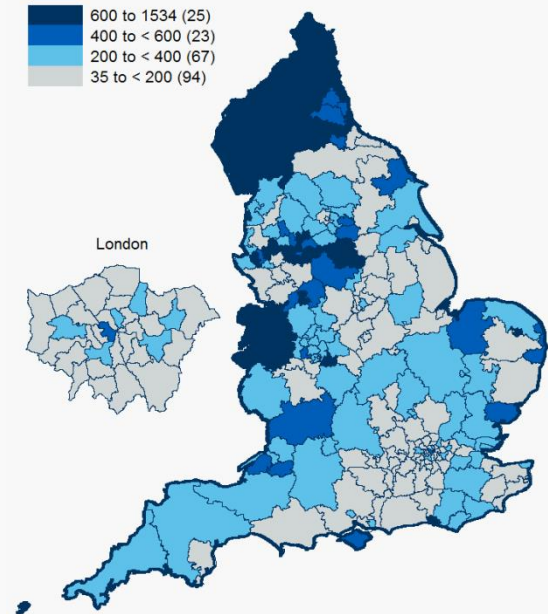 600 to 1534 (25)
400 to < 600 (23)
200 to < 400 (67)
35 to < 200 (94)
London